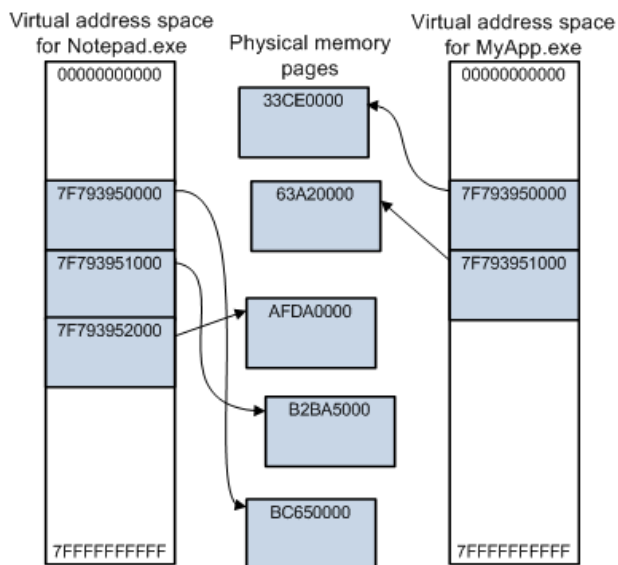 Virtual address space
for Notepad.exe
00000000000
7F793950000
7F793951000
7F793952000
7FFFFFFFFFF
Physical memory
pages
33CE0000
63A20000
AFDA0000
B2BA5000
BC650000
Virtual address space
for MyApp.exe
00000000000
7F793950000
7F793951000
7FFFFFFFFFF